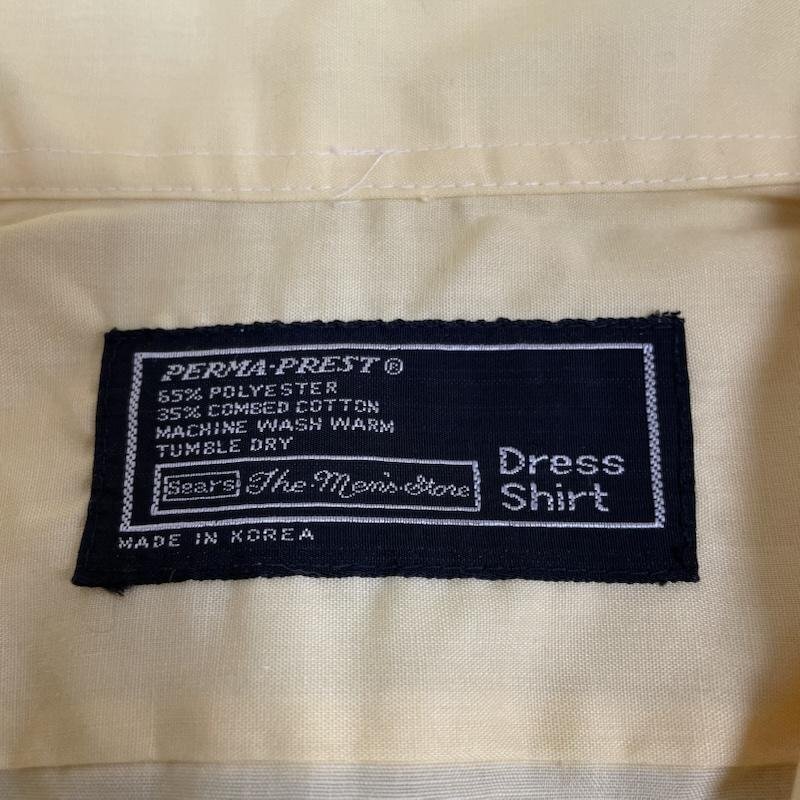 PERMA·PREST®
65% POLYESTER
35% COMBED COTTON
MACHINE WASH WARM
TUMBLE DRY
Sears The·Men's·Store
Dress
Shirt
MADE IN KOREA